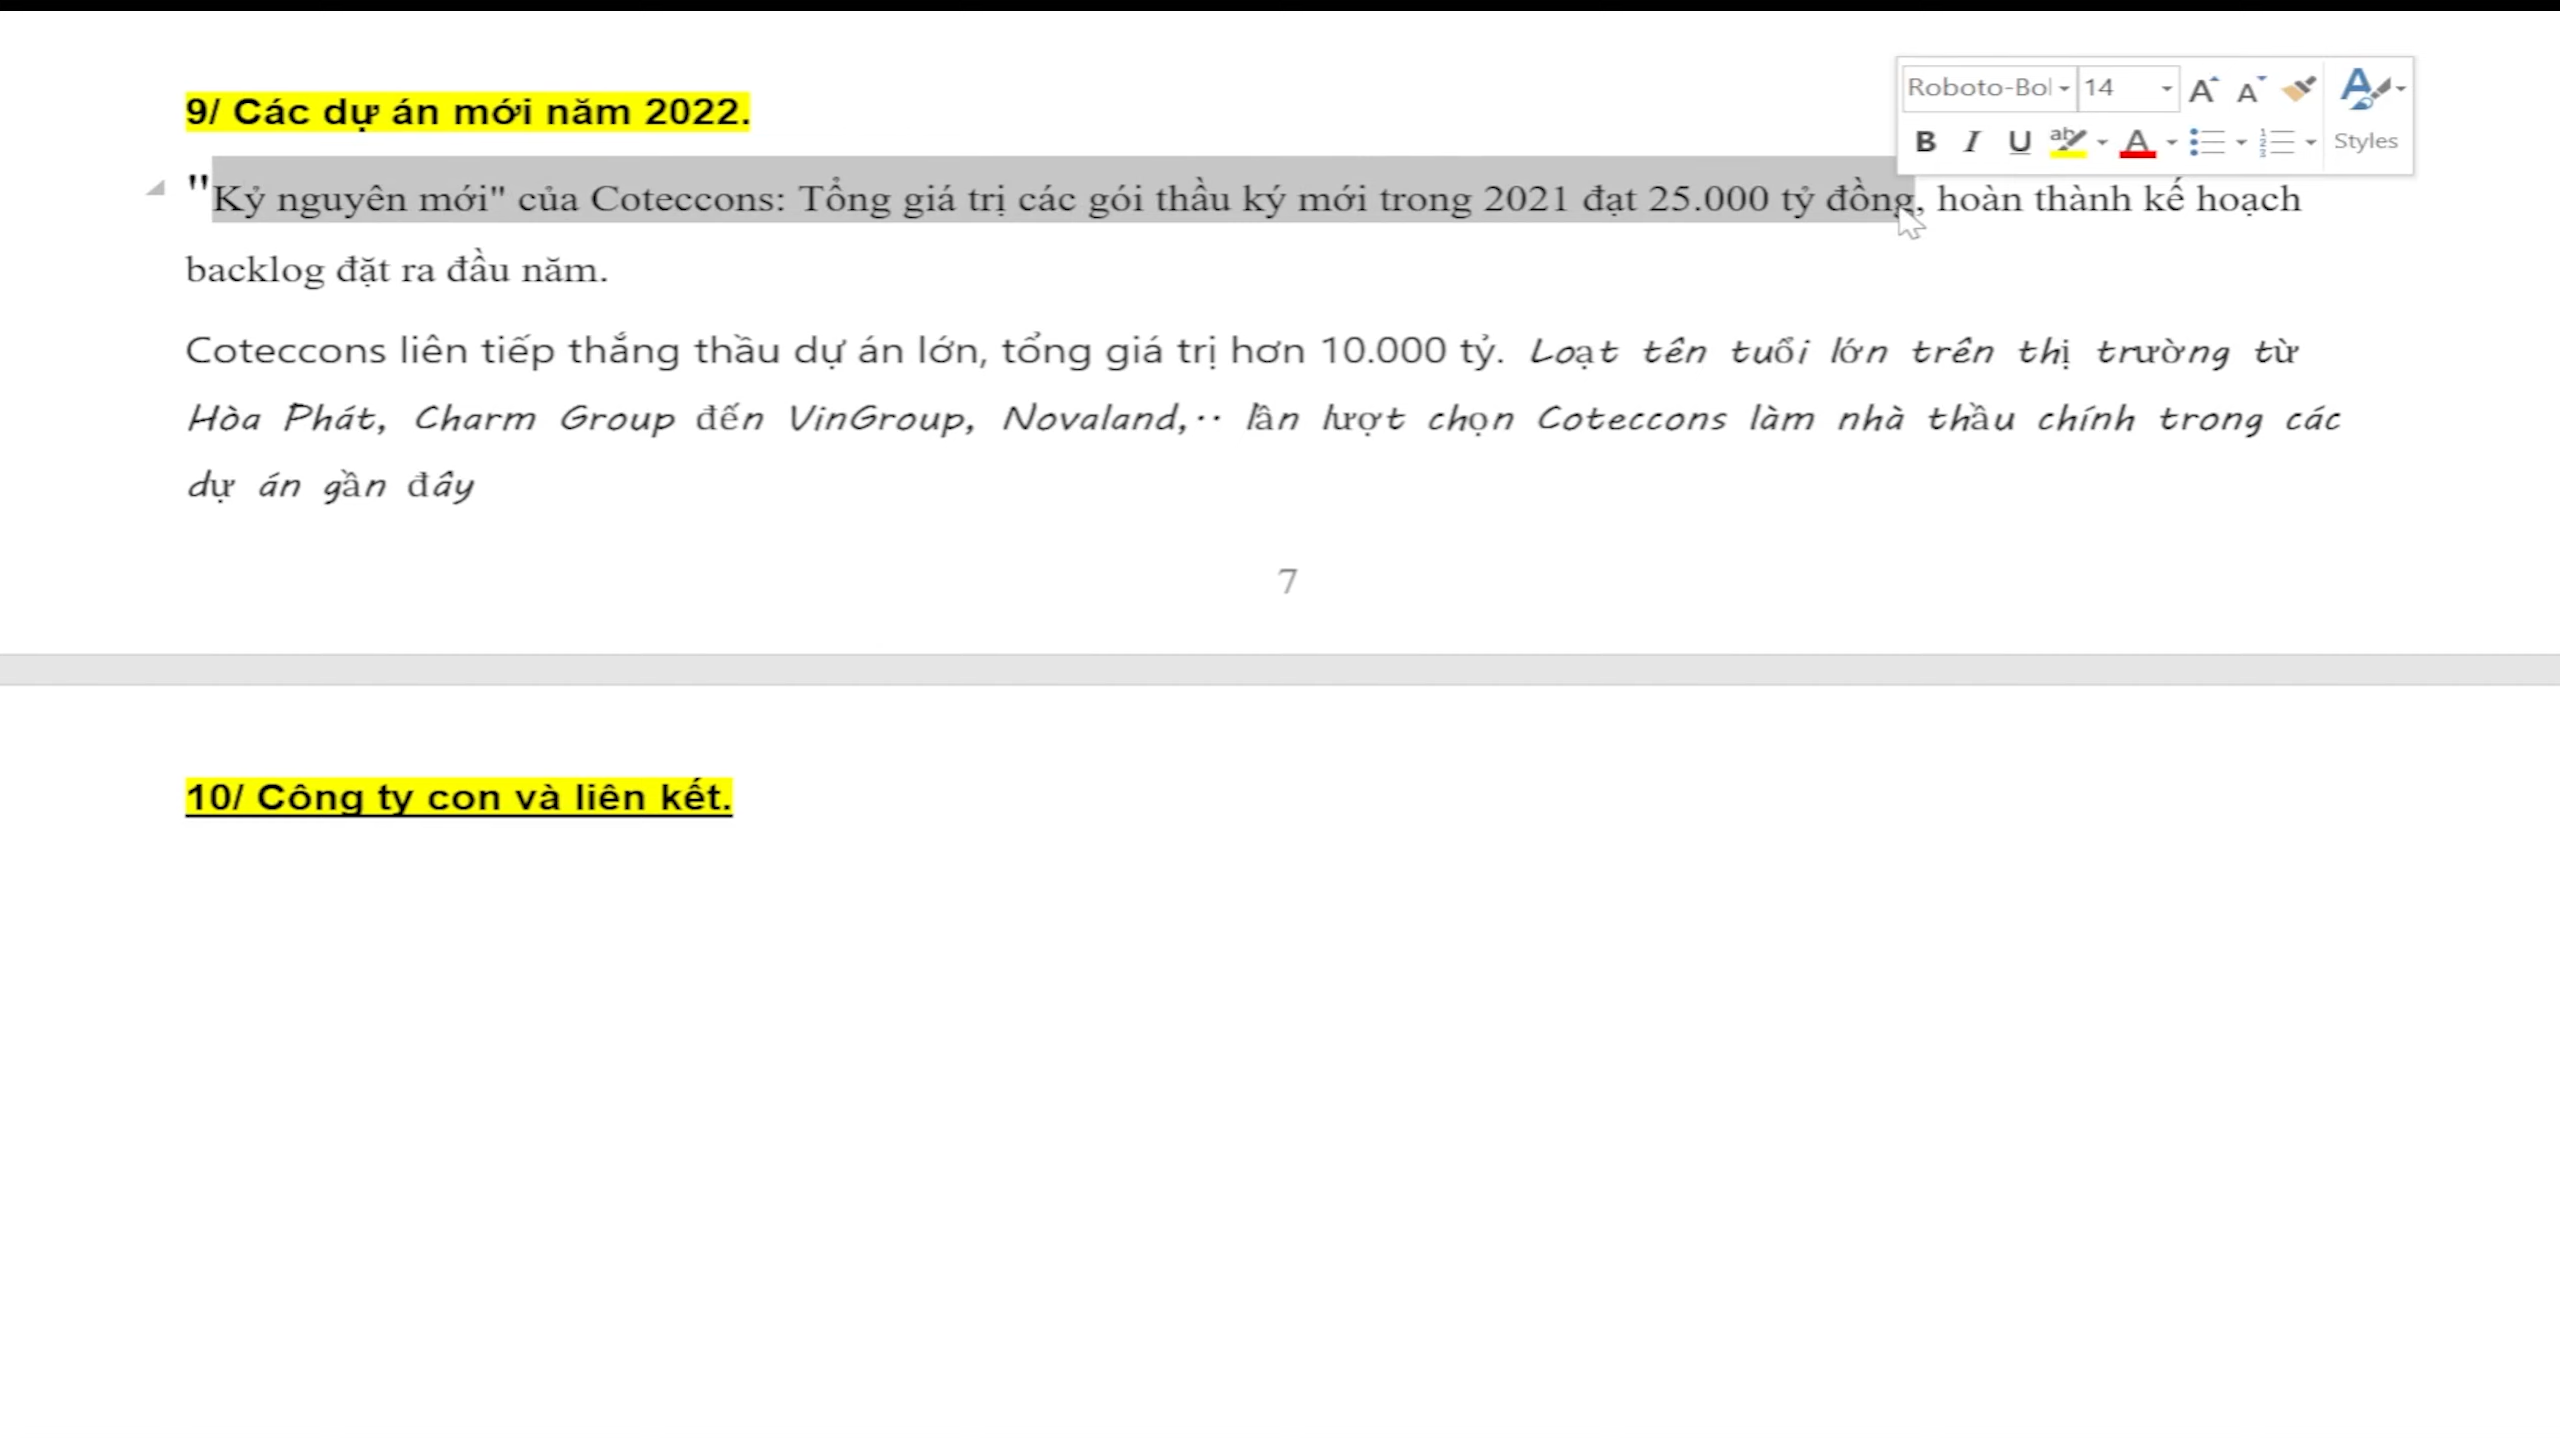 Roboto-Bol 14
B I U Styles
9/ Các dự án mới năm 2022.
"Kỷ nguyên mới" của Coteccons: Tổng giá trị các gói thầu ký mới trong 2021 đạt 25.000 tỷ đồng, hoàn thành kế hoạch
backlog đặt ra đầu năm.
Coteccons liên tiếp thắng thầu dự án lớn, tổng giá trị hơn 10.000 tỷ. Loạt tên tuổi lớn trên thị trường từ
Hòa Phát, Charm Group đến VinGroup, Novaland,.. lần lượt chọn Coteccons làm nhà thầu chính trong các
dự án gần đây
7
10/ Công ty con và liên kết.